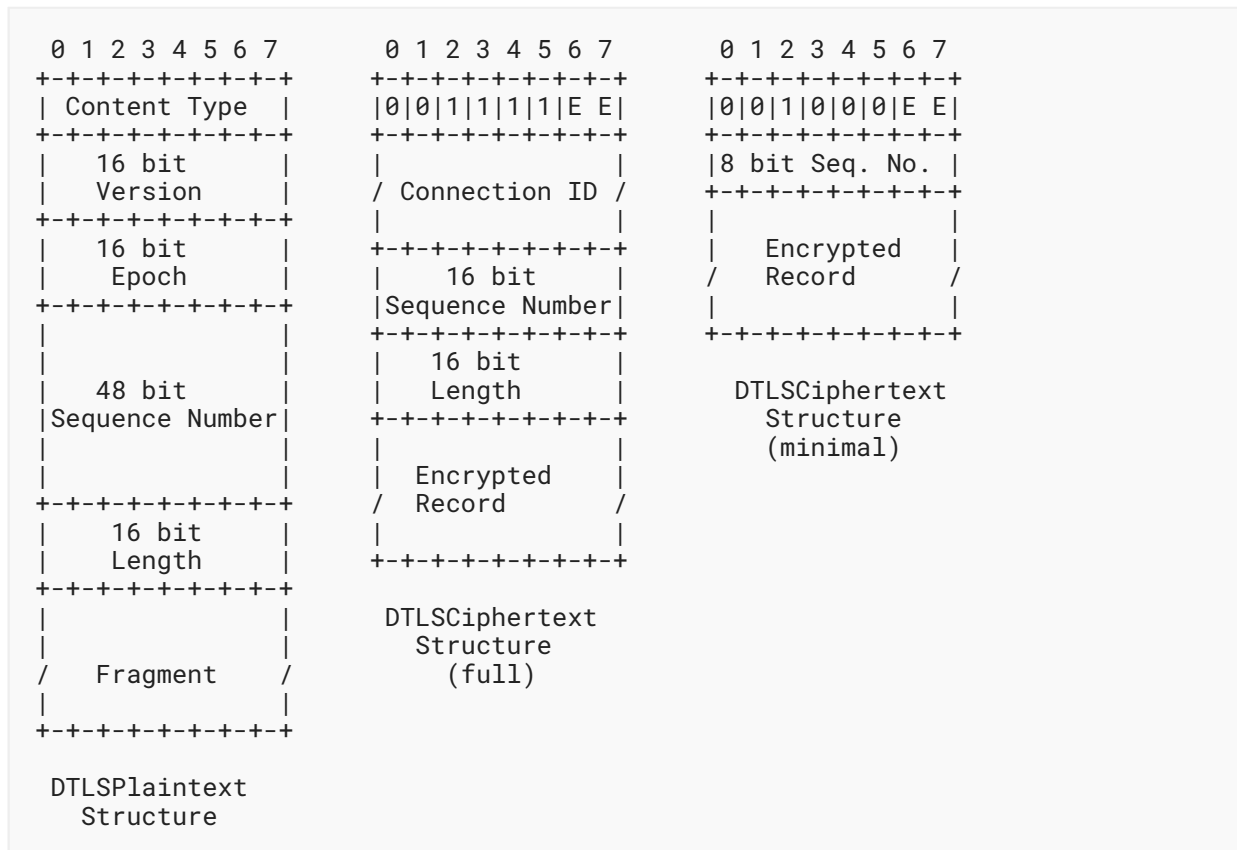 0 1 2 3 4 5 6 7        0 1 2 3 4 5 6 7       0 1 2 3 4 5 6 7
+-+-+-+-+-+-+-+-+     +-+-+-+-+-+-+-+-+     +-+-+-+-+-+-+-+-+
| Content Type  |     |0|0|1|1|1|1|E E|     |0|0|1|0|0|0|E E|
+-+-+-+-+-+-+-+-+     +-+-+-+-+-+-+-+-+     +-+-+-+-+-+-+-+-+
|   16 bit      |     |               |     |8 bit Seq. No. |
|   Version     |     / Connection ID /     +-+-+-+-+-+-+-+-+
+-+-+-+-+-+-+-+-+     |               |     |               |
|   16 bit      |     +-+-+-+-+-+-+-+-+     |   Encrypted   |
|    Epoch      |     |    16 bit     |     /   Record      /
+-+-+-+-+-+-+-+-+     |Sequence Number|     |               |
|               |     +-+-+-+-+-+-+-+-+     +-+-+-+-+-+-+-+-+
|               |     |   16 bit      |
|   48 bit      |     |   Length      |       DTLSCiphertext
|Sequence Number|     +-+-+-+-+-+-+-+-+         Structure
|               |     |               |         (minimal)
|               |     |  Encrypted    |
+-+-+-+-+-+-+-+-+     /  Record       /
|    16 bit     |     |               |
|    Length     |     +-+-+-+-+-+-+-+-+
+-+-+-+-+-+-+-+-+
|               |      DTLSCiphertext
|               |        Structure
/   Fragment    /          (full)
|               |
+-+-+-+-+-+-+-+-+

 DTLSPlaintext
   Structure